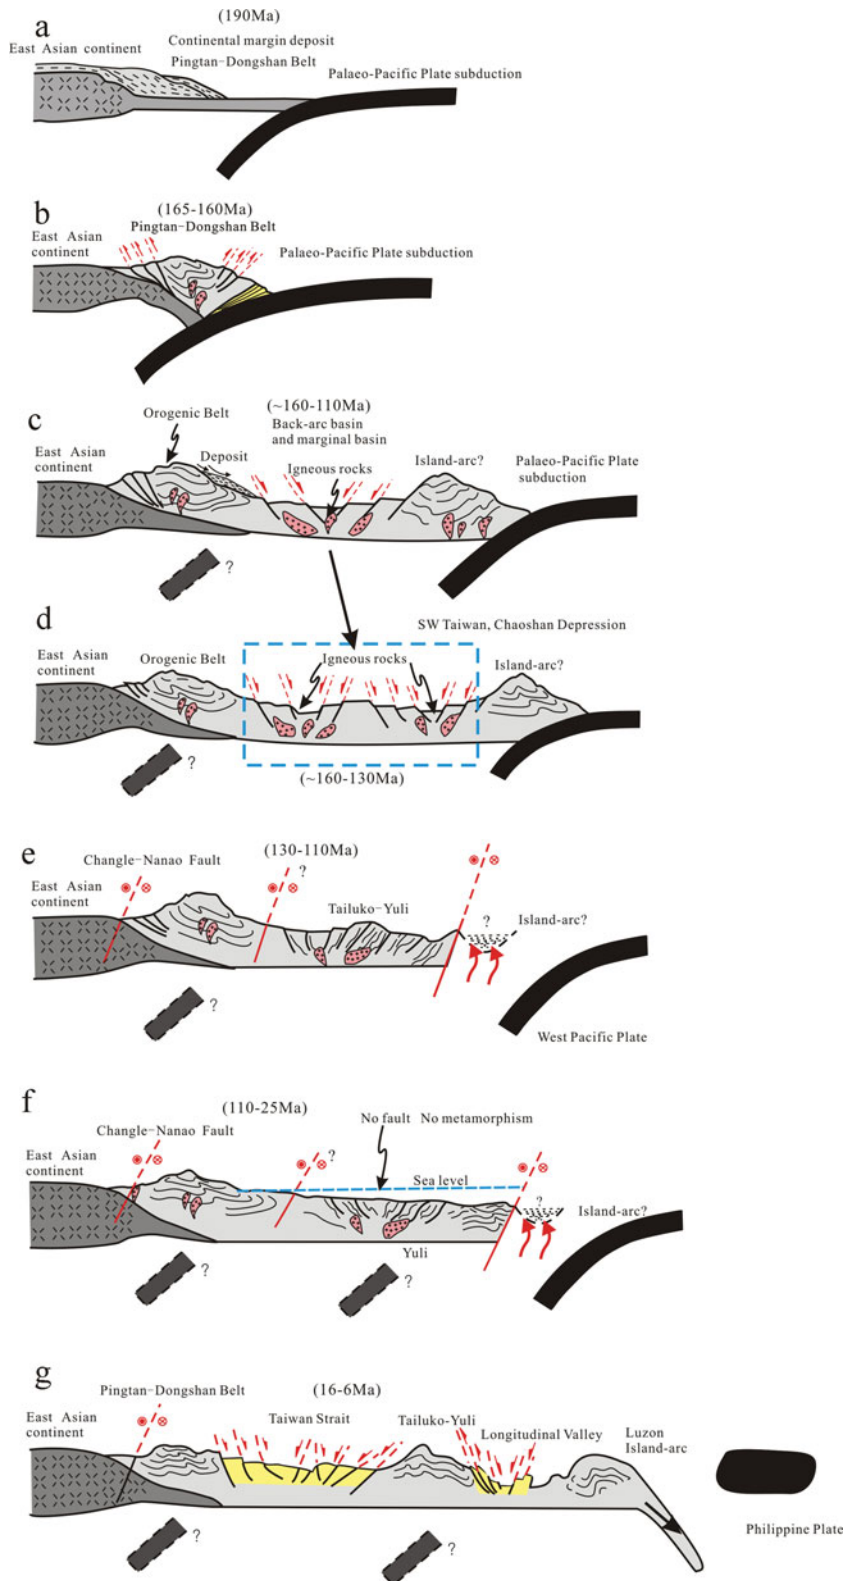 a
(190Ma)
East Asian continent
Continental margin deposit
Pingtan-Dongshan Belt
Palaeo-Pacific Plate subduction
b
(165-160Ma)
Pingtan-Dongshan Belt
East Asian
continent
Palaeo-Pacific Plate subduction
c
(~160-110Ma)
Orogenic Belt
Back-arc basin
and marginal basin
East Asian
continent
Deposit
Igneous rocks
Island-arc?
Palaeo-Pacific Plate
subduction
?
d
SW Taiwan, Chaoshan Depression
East Asian
continent
Orogenic Belt
Igneous rocks
Island-arc?
?
(~160-130Ma)
e
(130-110Ma)
Changle-Nanao Fault
?
East Asian
continent
Tailuko-Yuli
?
Island-arc?
?
West Pacific Plate
f
(110-25Ma)
No fault No metamorphism
Changle-Nanao Fault
?
East Asian
continent
Sea level
?
Island-arc?
Yuli
?
?
g
Pingtan-Dongshan Belt
(16-6Ma)
East Asian
continent
Taiwan Strait
Tailuko-Yuli
Longitudinal Valley
Luzon
Island-arc
Philippine Plate
?
?